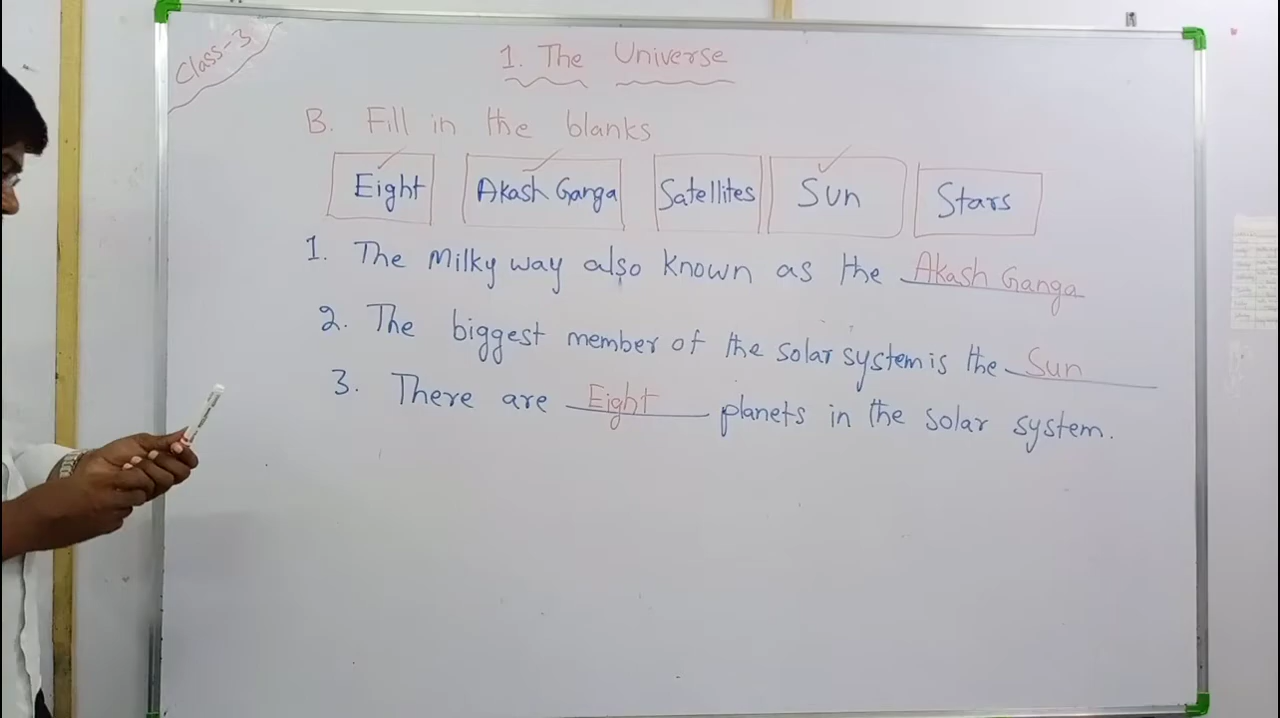 Class-3
1. The Universe
B. Fill in the blanks
Eight Akash Ganga Satellites Sun Stars
1. The Milky way also known as the Akash Ganga
2. The biggest member of the solar system is the Sun
3. There are Eight planets in the solar system.